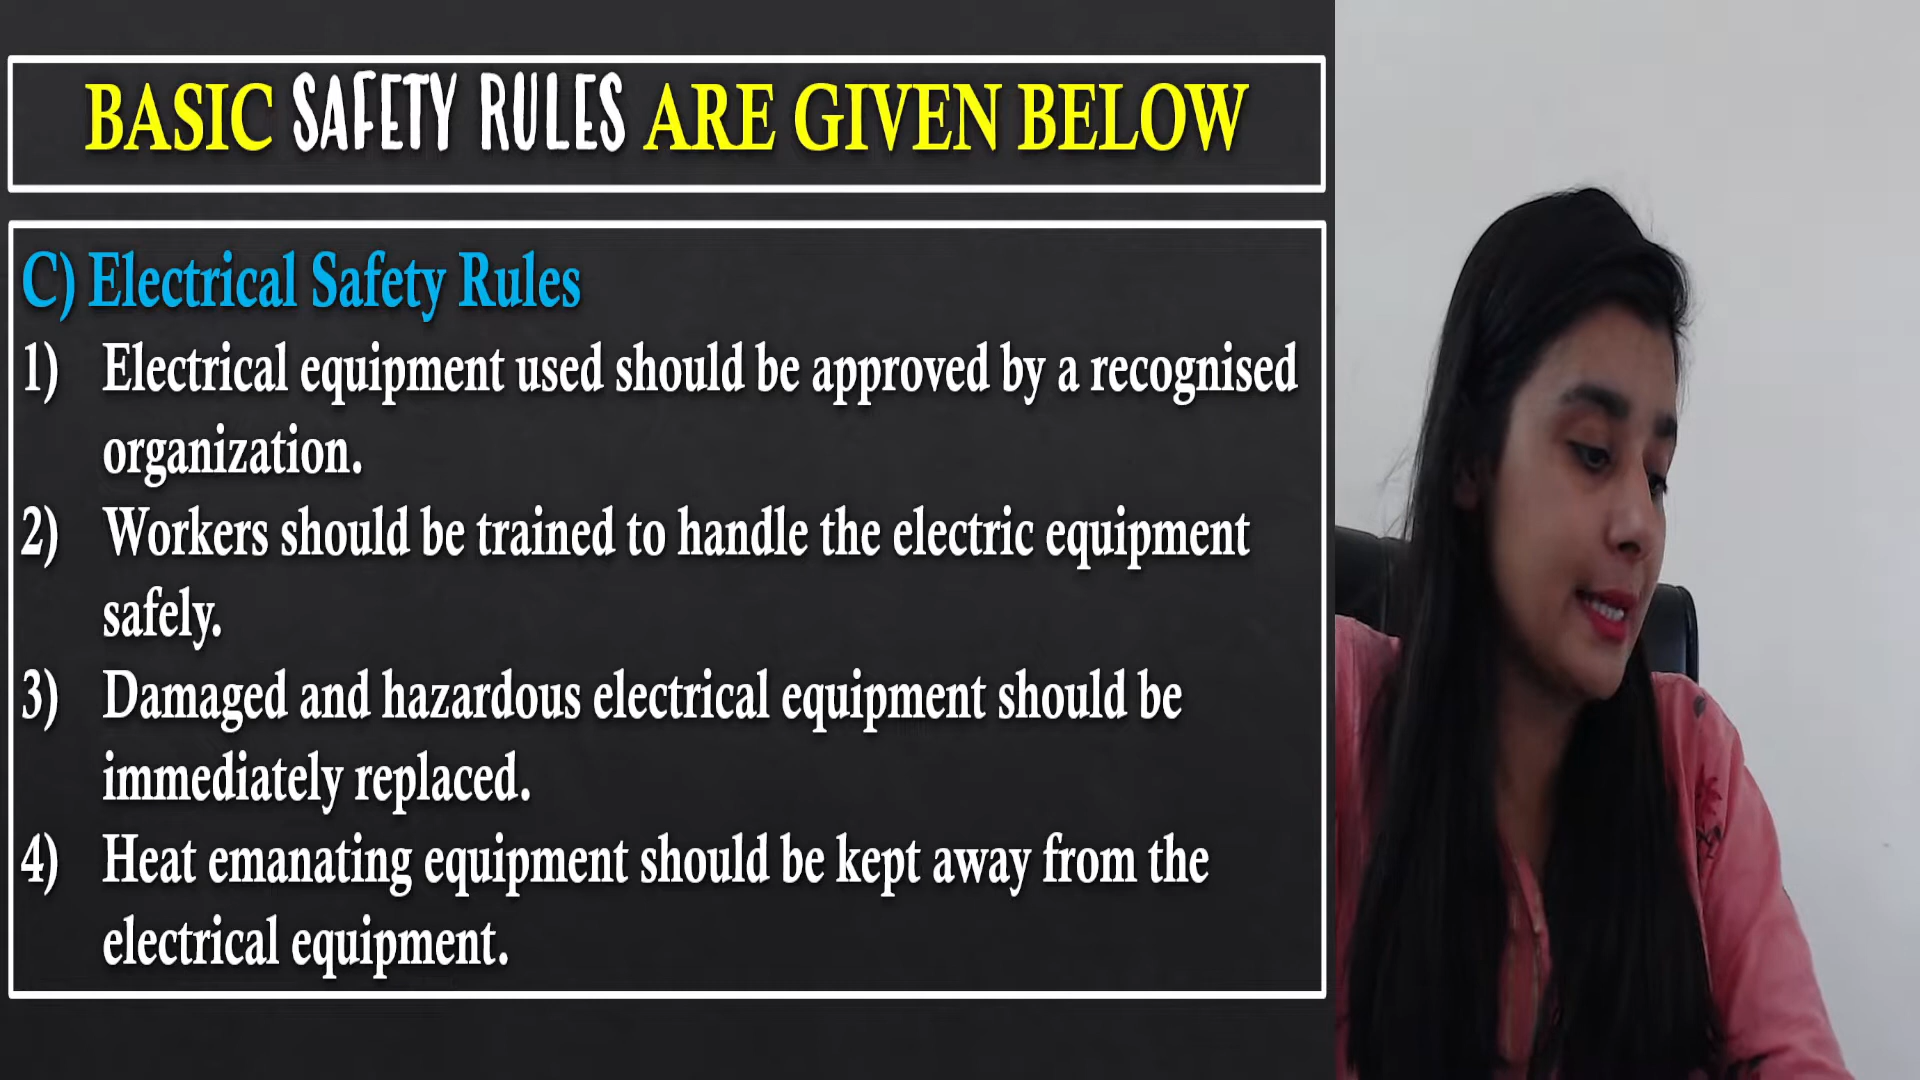 BASIC SAFETY RULES ARE GIVEN BELOW
C) Electrical Safety Rules
1) Electrical equipment used should be approved by a recognised
organization.
2) Workers should be trained to handle the electric equipment
safely.
3) Damaged and hazardous electrical equipment should be
immediately replaced.
4) Heat emanating equipment should be kept away from the
electrical equipment.